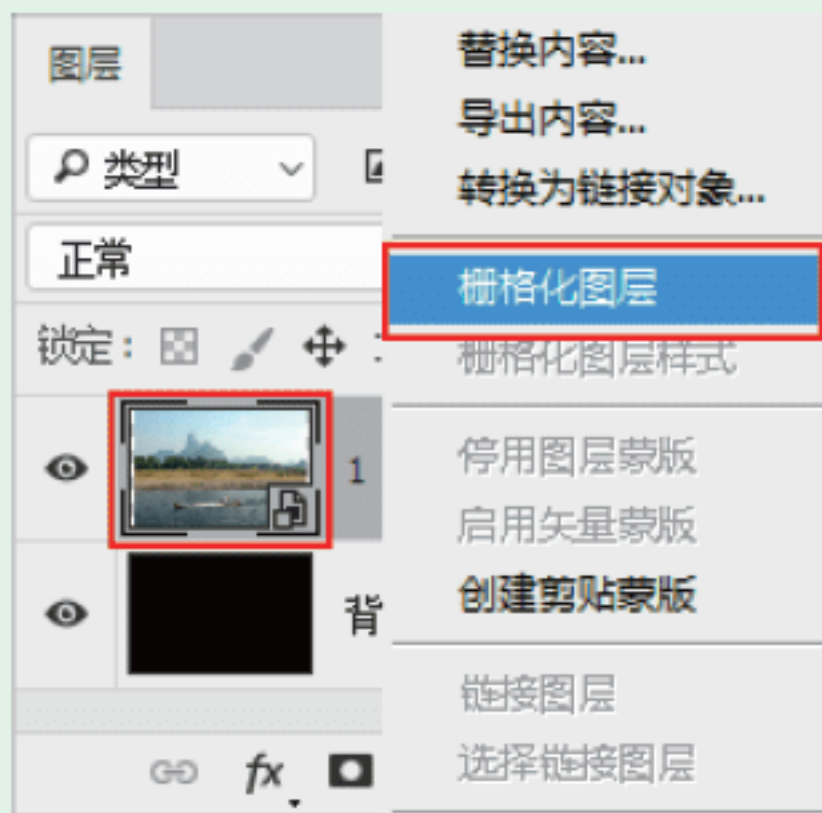 图层
类型
正常
锁定：
1
背
fx
替换内容...
导出内容...
转换为链接对象...
栅格化图层
栅格化图层样式
停用图层蒙版
启用矢量蒙版
创建剪贴蒙版
链接图层
选择链接图层